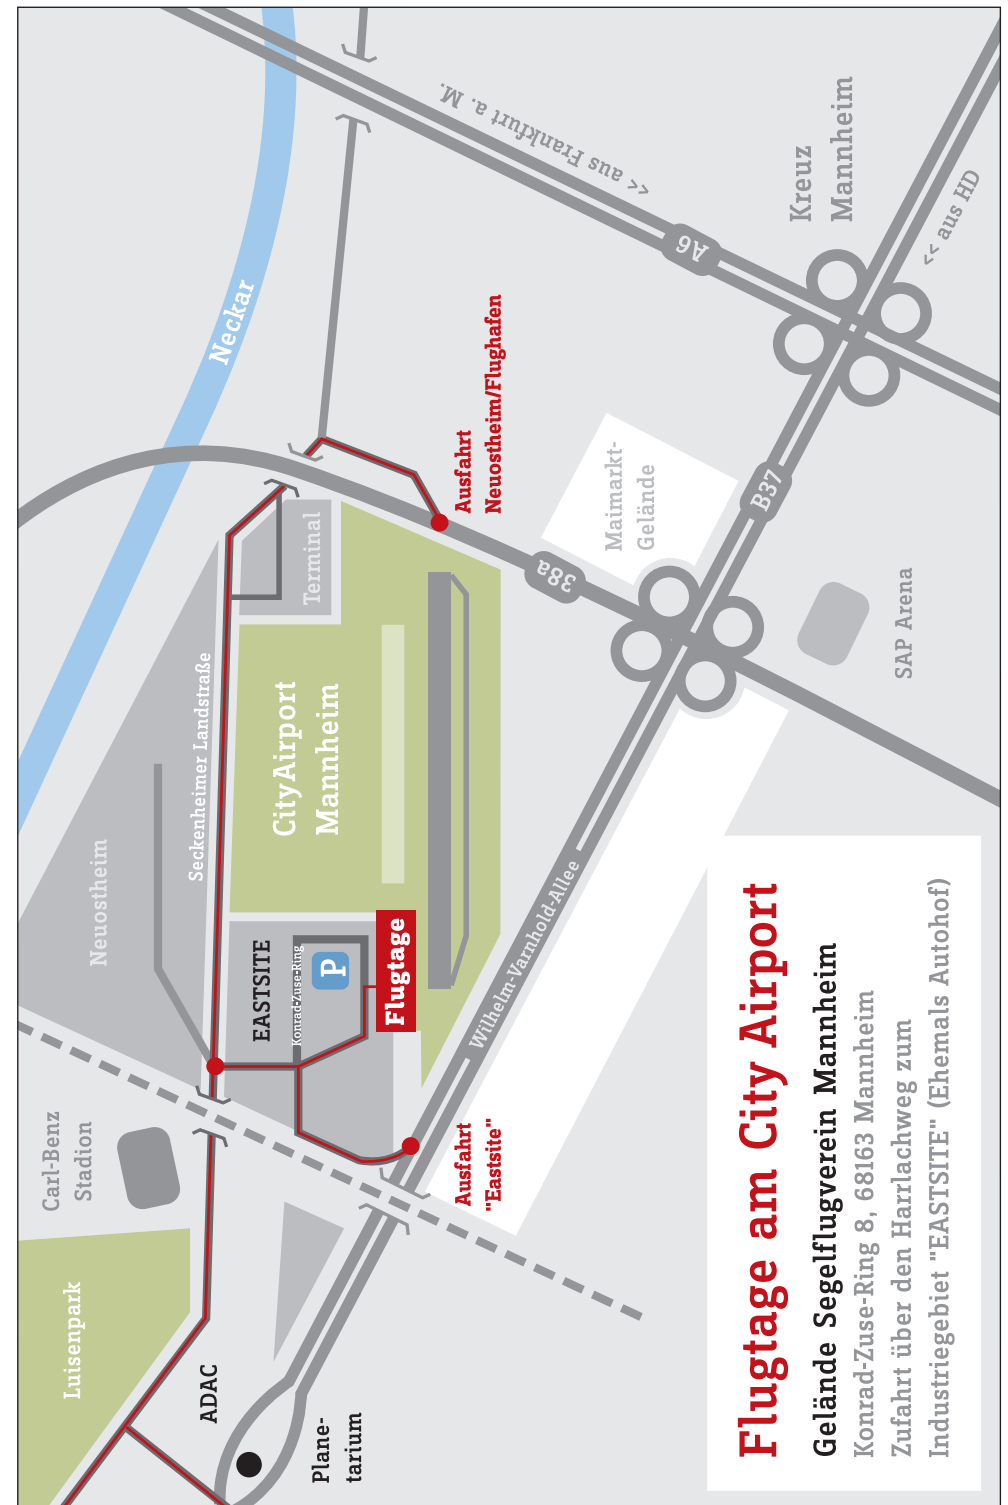 Luisenpark
Carl-Benz
Stadion
Neuostheim
Seckenheimer Landstraße
Neckar
ADAC
Plane-
tarium
EASTSITE
Konrad-Zuse-Ring
P
Flugtage
CityAirport
Mannheim
Terminal
Ausfahrt
"Eastsite"
Wilhelm-Varnhold-Allee
Ausfahrt
Neuostheim/Flughafen
38a
Maimarkt-
Gelände
B37
SAP Arena
<< aus Frankfurt a. M.
A6
Kreuz
Mannheim
<< aus HD
Flugtage am City Airport
Gelände Segelflugverein Mannheim
Konrad-Zuse-Ring 8, 68163 Mannheim
Zufahrt über den Harrlachweg zum
Industriegebiet "EASTSITE" (Ehemals Autohof)